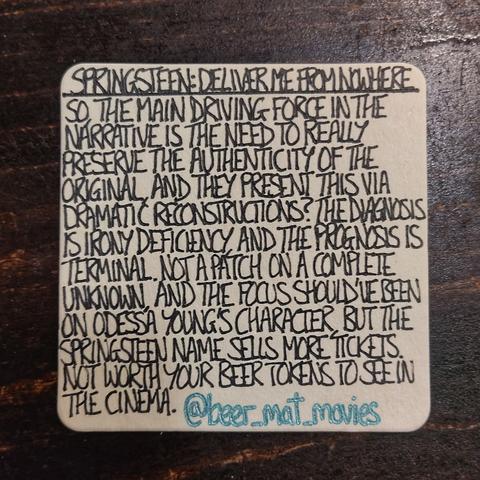 SPRINGSTEEN: DELIVER ME FROM NOWHERE
SO, THE MAIN DRIVING FORCE IN THE
NARRATIVE IS THE NEED TO REALLY
PRESERVE THE AUTHENTICITY OF THE
ORIGINAL, AND THEY PRESENT THIS VIA
DRAMATIC RECONSTRUCTIONS? THE DIAGNOSIS
IS IRONY DEFICIENCY, AND THE PROGNOSIS IS
TERMINAL. NOT A PATCH ON A COMPLETE
UNKNOWN, AND THE FOCUS SHOULD'VE BEEN
ON ODESSA YOUNG'S CHARACTER, BUT THE
SPRINGSTEEN NAME SELLS MORE TICKETS.
NOT WORTH YOUR BEER TOKENS TO SEE IN
THE CINEMA. @beer_mat_movies